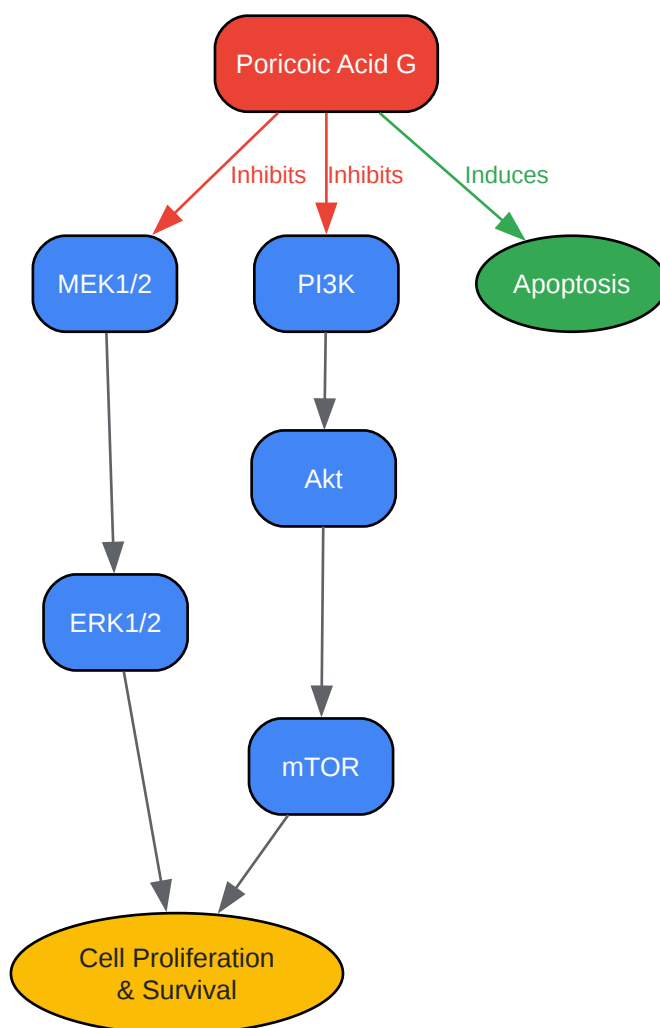 Poricoic Acid G
Inhibits
Inhibits
Induces
MEK1/2
PI3K
Apoptosis
Akt
ERK1/2
mTOR
Cell Proliferation
& Survival